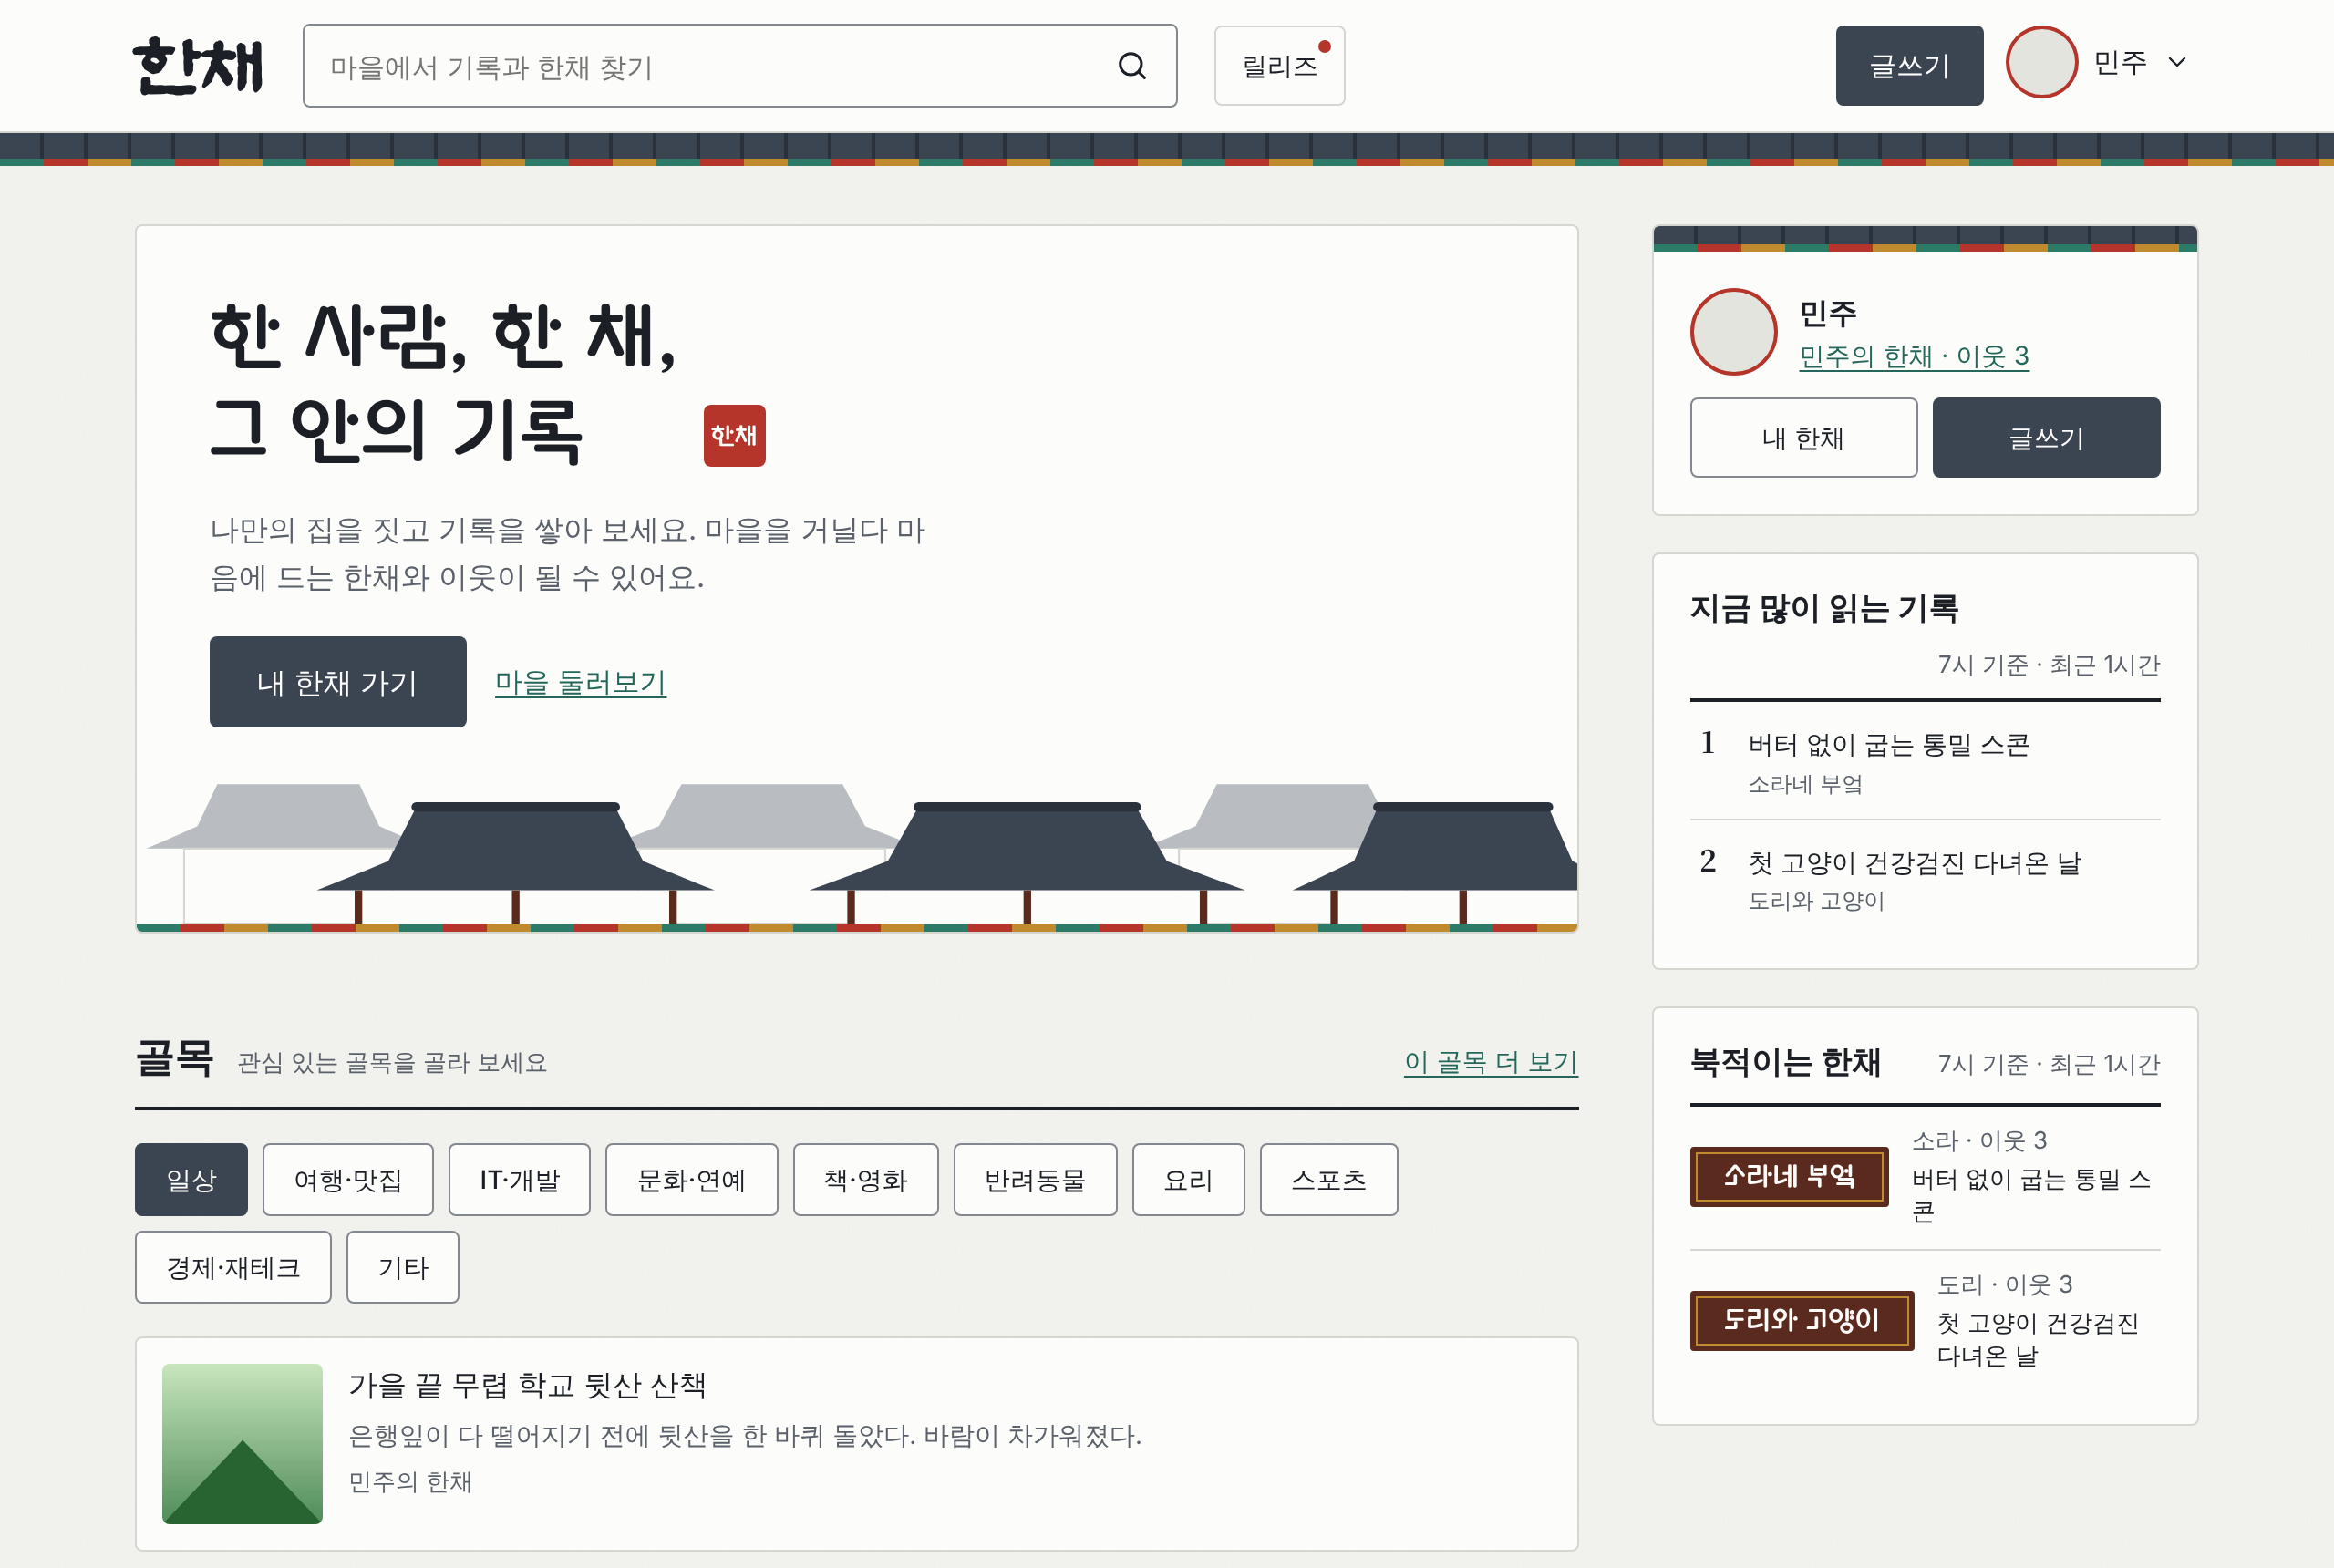 한채
마을에서 기록과 한채 찾기
릴리즈
글쓰기
민주
한 사람, 한 채,
그 안의 기록
한채
나만의 집을 짓고 기록을 쌓아 보세요. 마을을 거닐다 마
음에 드는 한채와 이웃이 될 수 있어요.
내 한채 가기
마을 둘러보기
민주
민주의 한채 · 이웃 3
내 한채
글쓰기
지금 많이 읽는 기록
7시 기준 · 최근 1시간
1 버터 없이 굽는 통밀 스콘
소라네 부엌
2 첫 고양이 건강검진 다녀온 날
도리와 고양이
북적이는 한채 7시 기준 · 최근 1시간
소라네 부엌
소라 · 이웃 3
버터 없이 굽는 통밀 스
콘
도리와 고양이
도리 · 이웃 3
첫 고양이 건강검진
다녀온 날
골목 관심 있는 골목을 골라 보세요
이 골목 더 보기
일상 여행·맛집 IT·개발 문화·연예 책·영화 반려동물 요리 스포츠
경제·재테크 기타
가을 끝 무렵 학교 뒷산 산책
은행잎이 다 떨어지기 전에 뒷산을 한 바퀴 돌았다. 바람이 차가워졌다.
민주의 한채